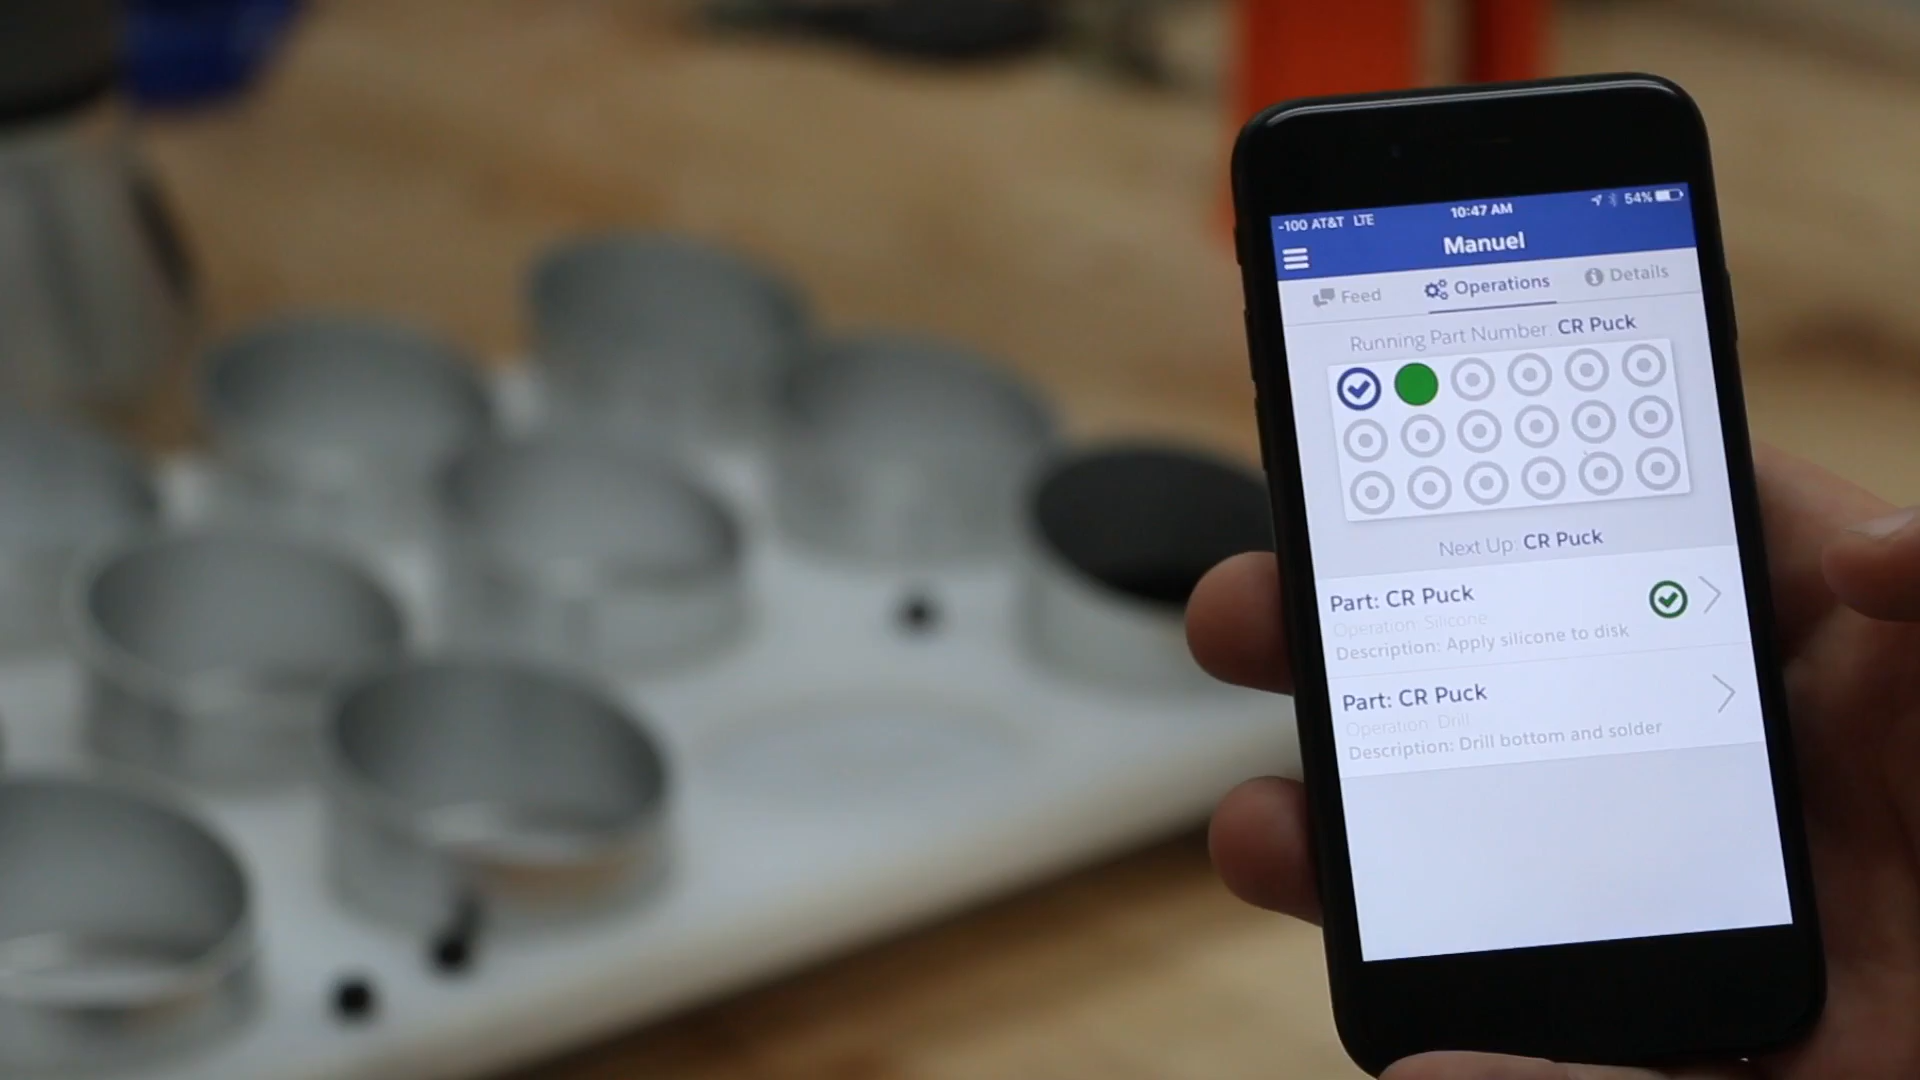 -100 AT&T LTE 10:47 AM 54%
Manuel
Feed Operations Details
Running Part Number: CR Puck
Next Up: CR Puck
Part: CR Puck
Operation: Silicone
Description: Apply silicone to disk
Part: CR Puck
Operation: Drill
Description: Drill bottom and solder